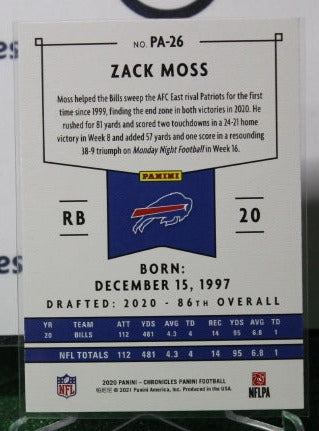 NO. PA-26
ZACK MOSS
Moss helped the Bills sweep the AFC East rival Patriots for the first
time since 1999, finding the end zone in both victories in 2020. He
rushed for 81 yards and scored two touchdowns in a 24-21 home
victory in Week 8 and added 57 yards and one score in a resounding
38-9 triumph on Monday Night Football in Week 16.
PANINI
RB 20
BORN:
DECEMBER 15, 1997
DRAFTED: 2020 - 86TH OVERALL
YR TEAM ATT YDS AVG TD REC YDS AVG TD
20 BILLS 112 481 4.3 4 14 95 6.8 1
NFL TOTALS 112 481 4.3 4 14 95 6.8 1
2020 PANINI - CHRONICLES PANINI FOOTBALL
© 2021 Panini America, Inc. Produced in the USA.
NFL
NFLPA
es
es